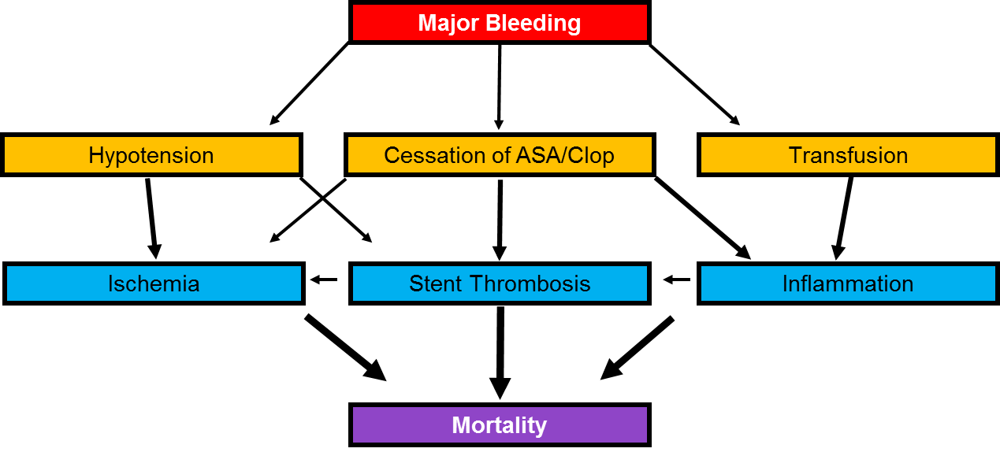 Major Bleeding
Hypotension
Cessation of ASA/Clop
Transfusion
Ischemia
Stent Thrombosis
Inflammation
Mortality